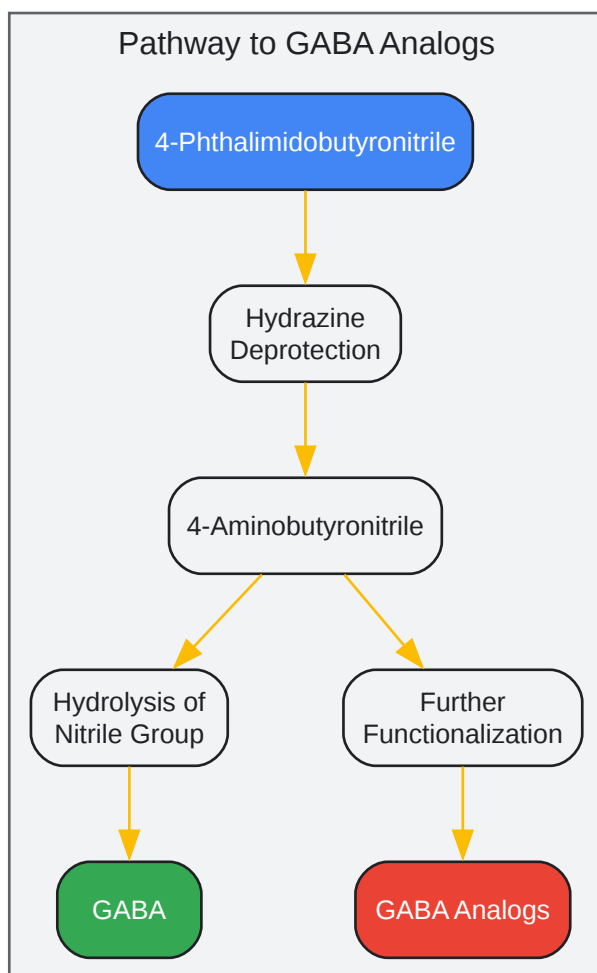 Pathway to GABA Analogs
4-Phthalimidobutyronitrile
Hydrazine
Deprotection
4-Aminobutyronitrile
Hydrolysis of
Nitrile Group
Further
Functionalization
GABA
GABA Analogs